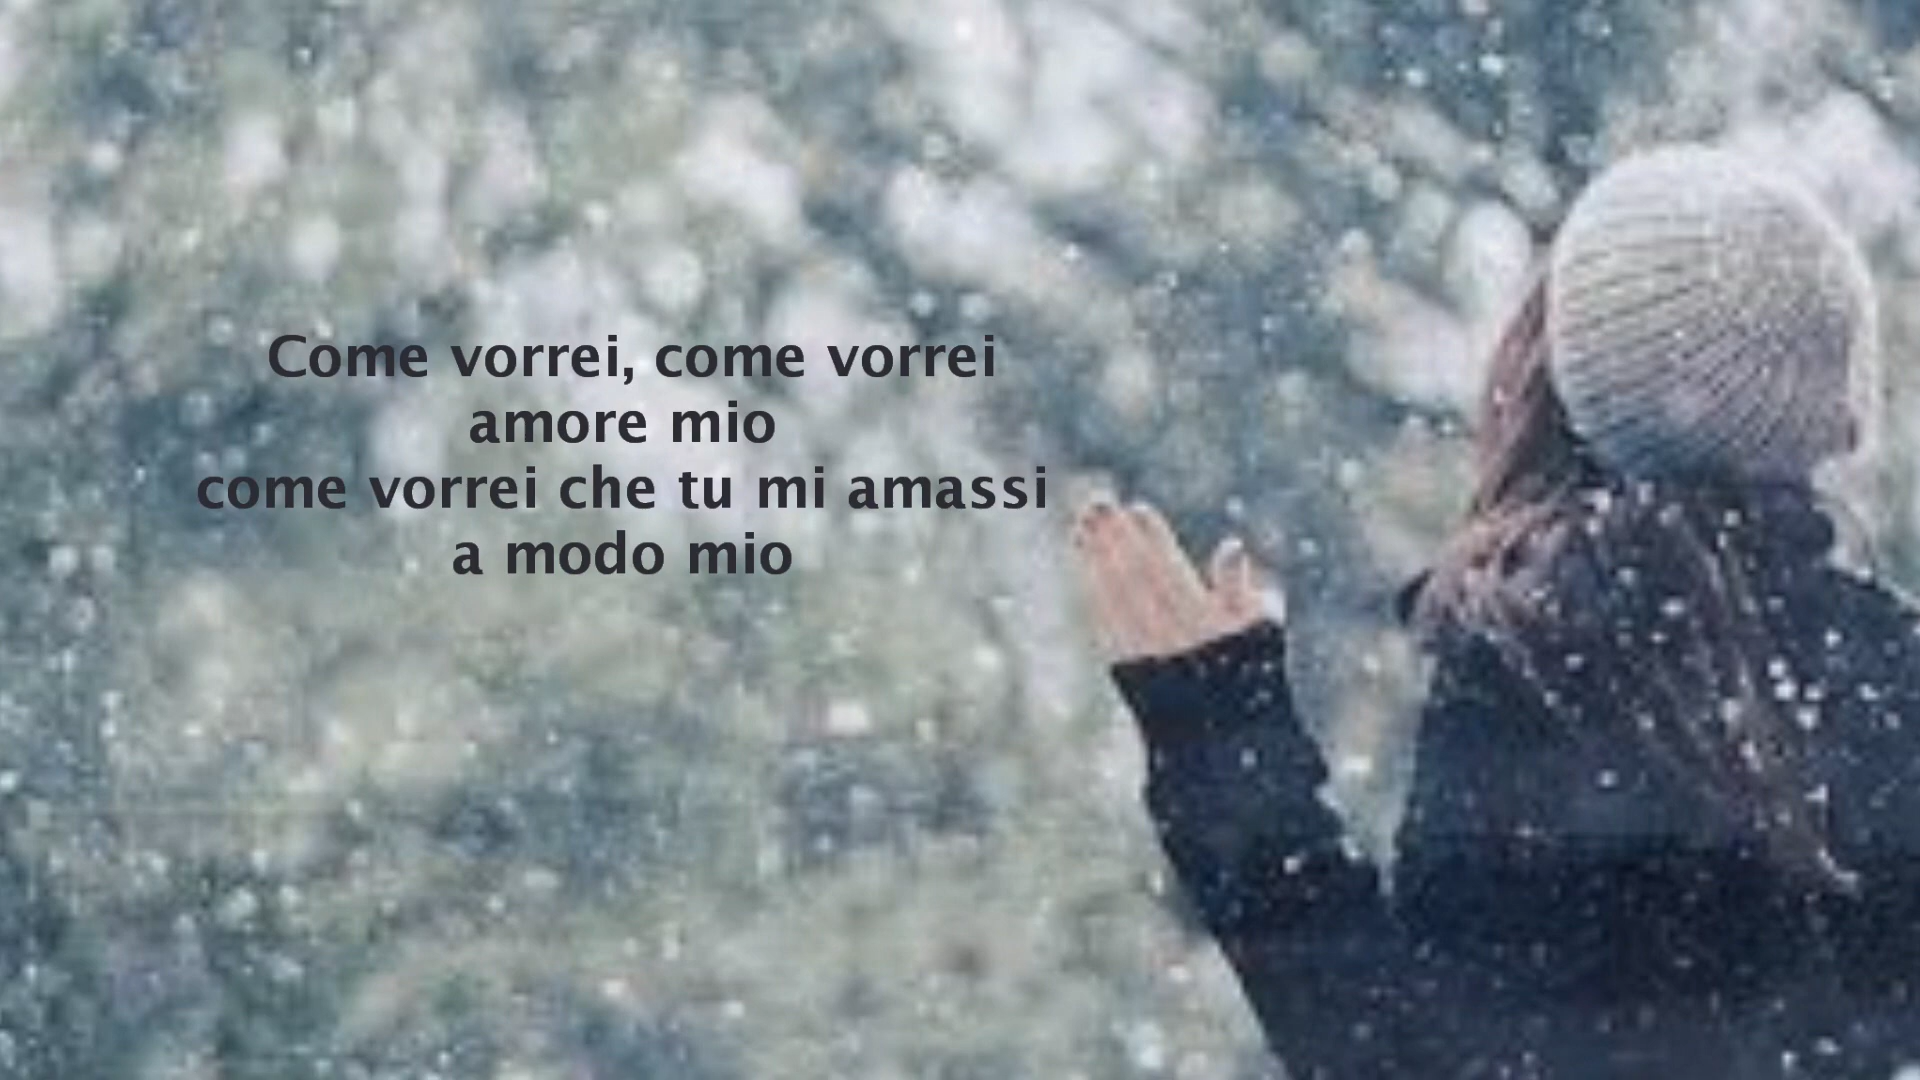 Come vorrei, come vorrei
amore mio
come vorrei che tu mi amassi
a modo mio